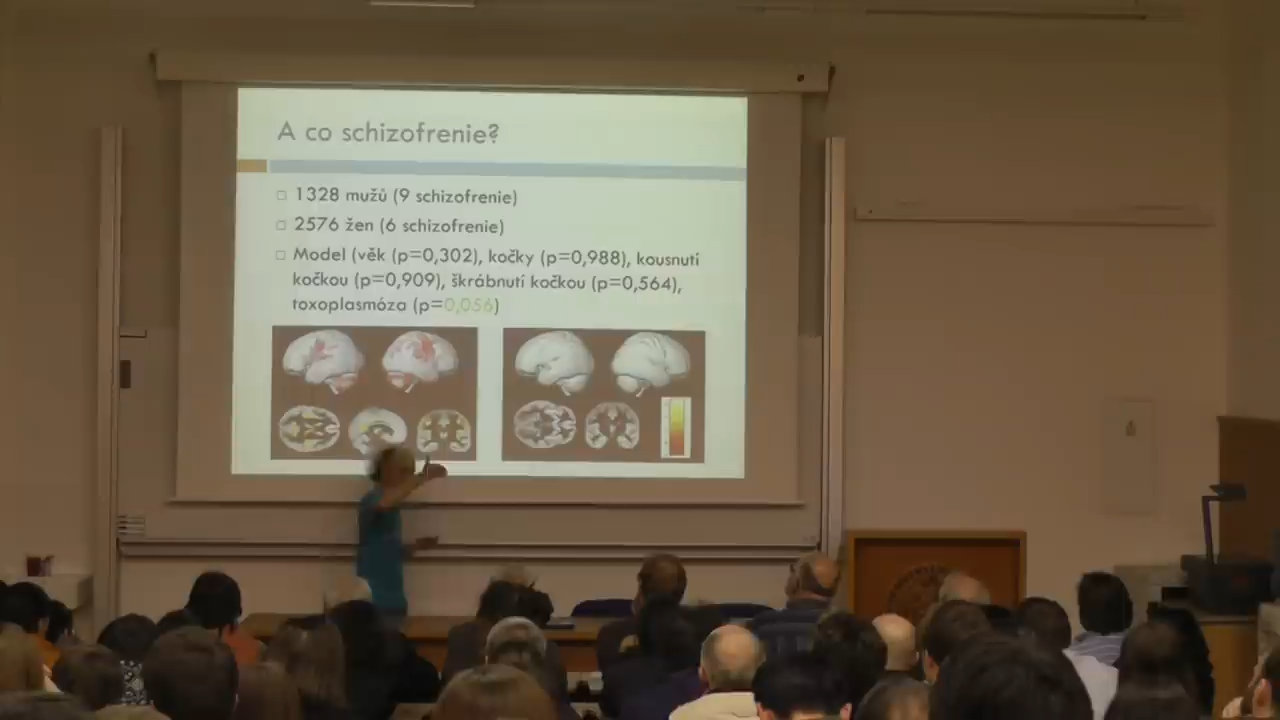 A co schizofrenie?
1328 mužů (9 schizofrenie)
2576 žen (6 schizofrenie)
Model (věk (p=0,302), kočky (p=0,988), kousnutí
kočkou (p=0,909), škrábnutí kočkou (p=0,564),
toxoplasmóza (p=0,056)